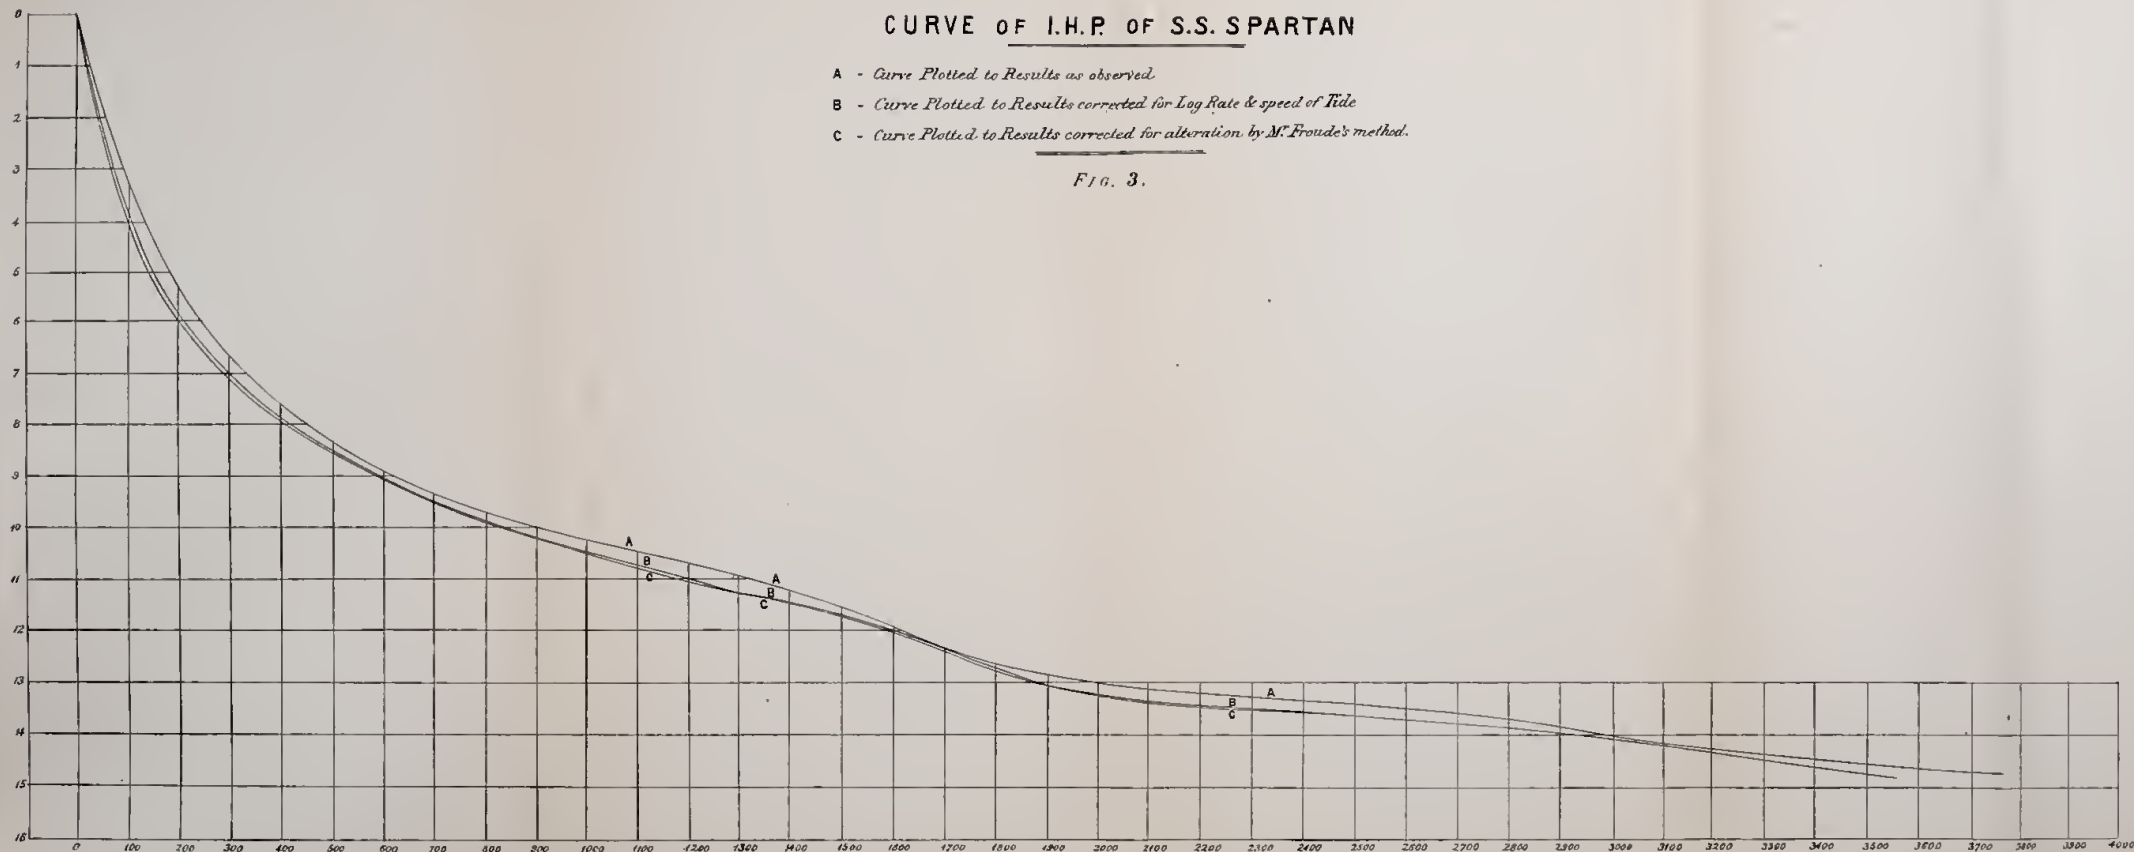 CURVE OF I.H.P. OF S.S. SPARTAN
A - Curve Plotted to Results as observed
B - Curve Plotted to Results corrected for Log Rate & speed of Tide
C - Curve Plotted to Results corrected for alteration by Mr Froude's method.
FIG. 3.
0
1
2
3
4
5
6
7
8
9
10
11
12
13
14
15
16
A
B
C
A
B
C
A
B
C
0 100 200 300 400 500 600 700 800 900 1000 1100 1200 1300 1400 1500 1600 1700 1800 1900 2000 2100 2200 2300 2400 2500 2600 2700 2800 2900 3000 3100 3200 3300 3400 3500 3600 3700 3800 3900 4000